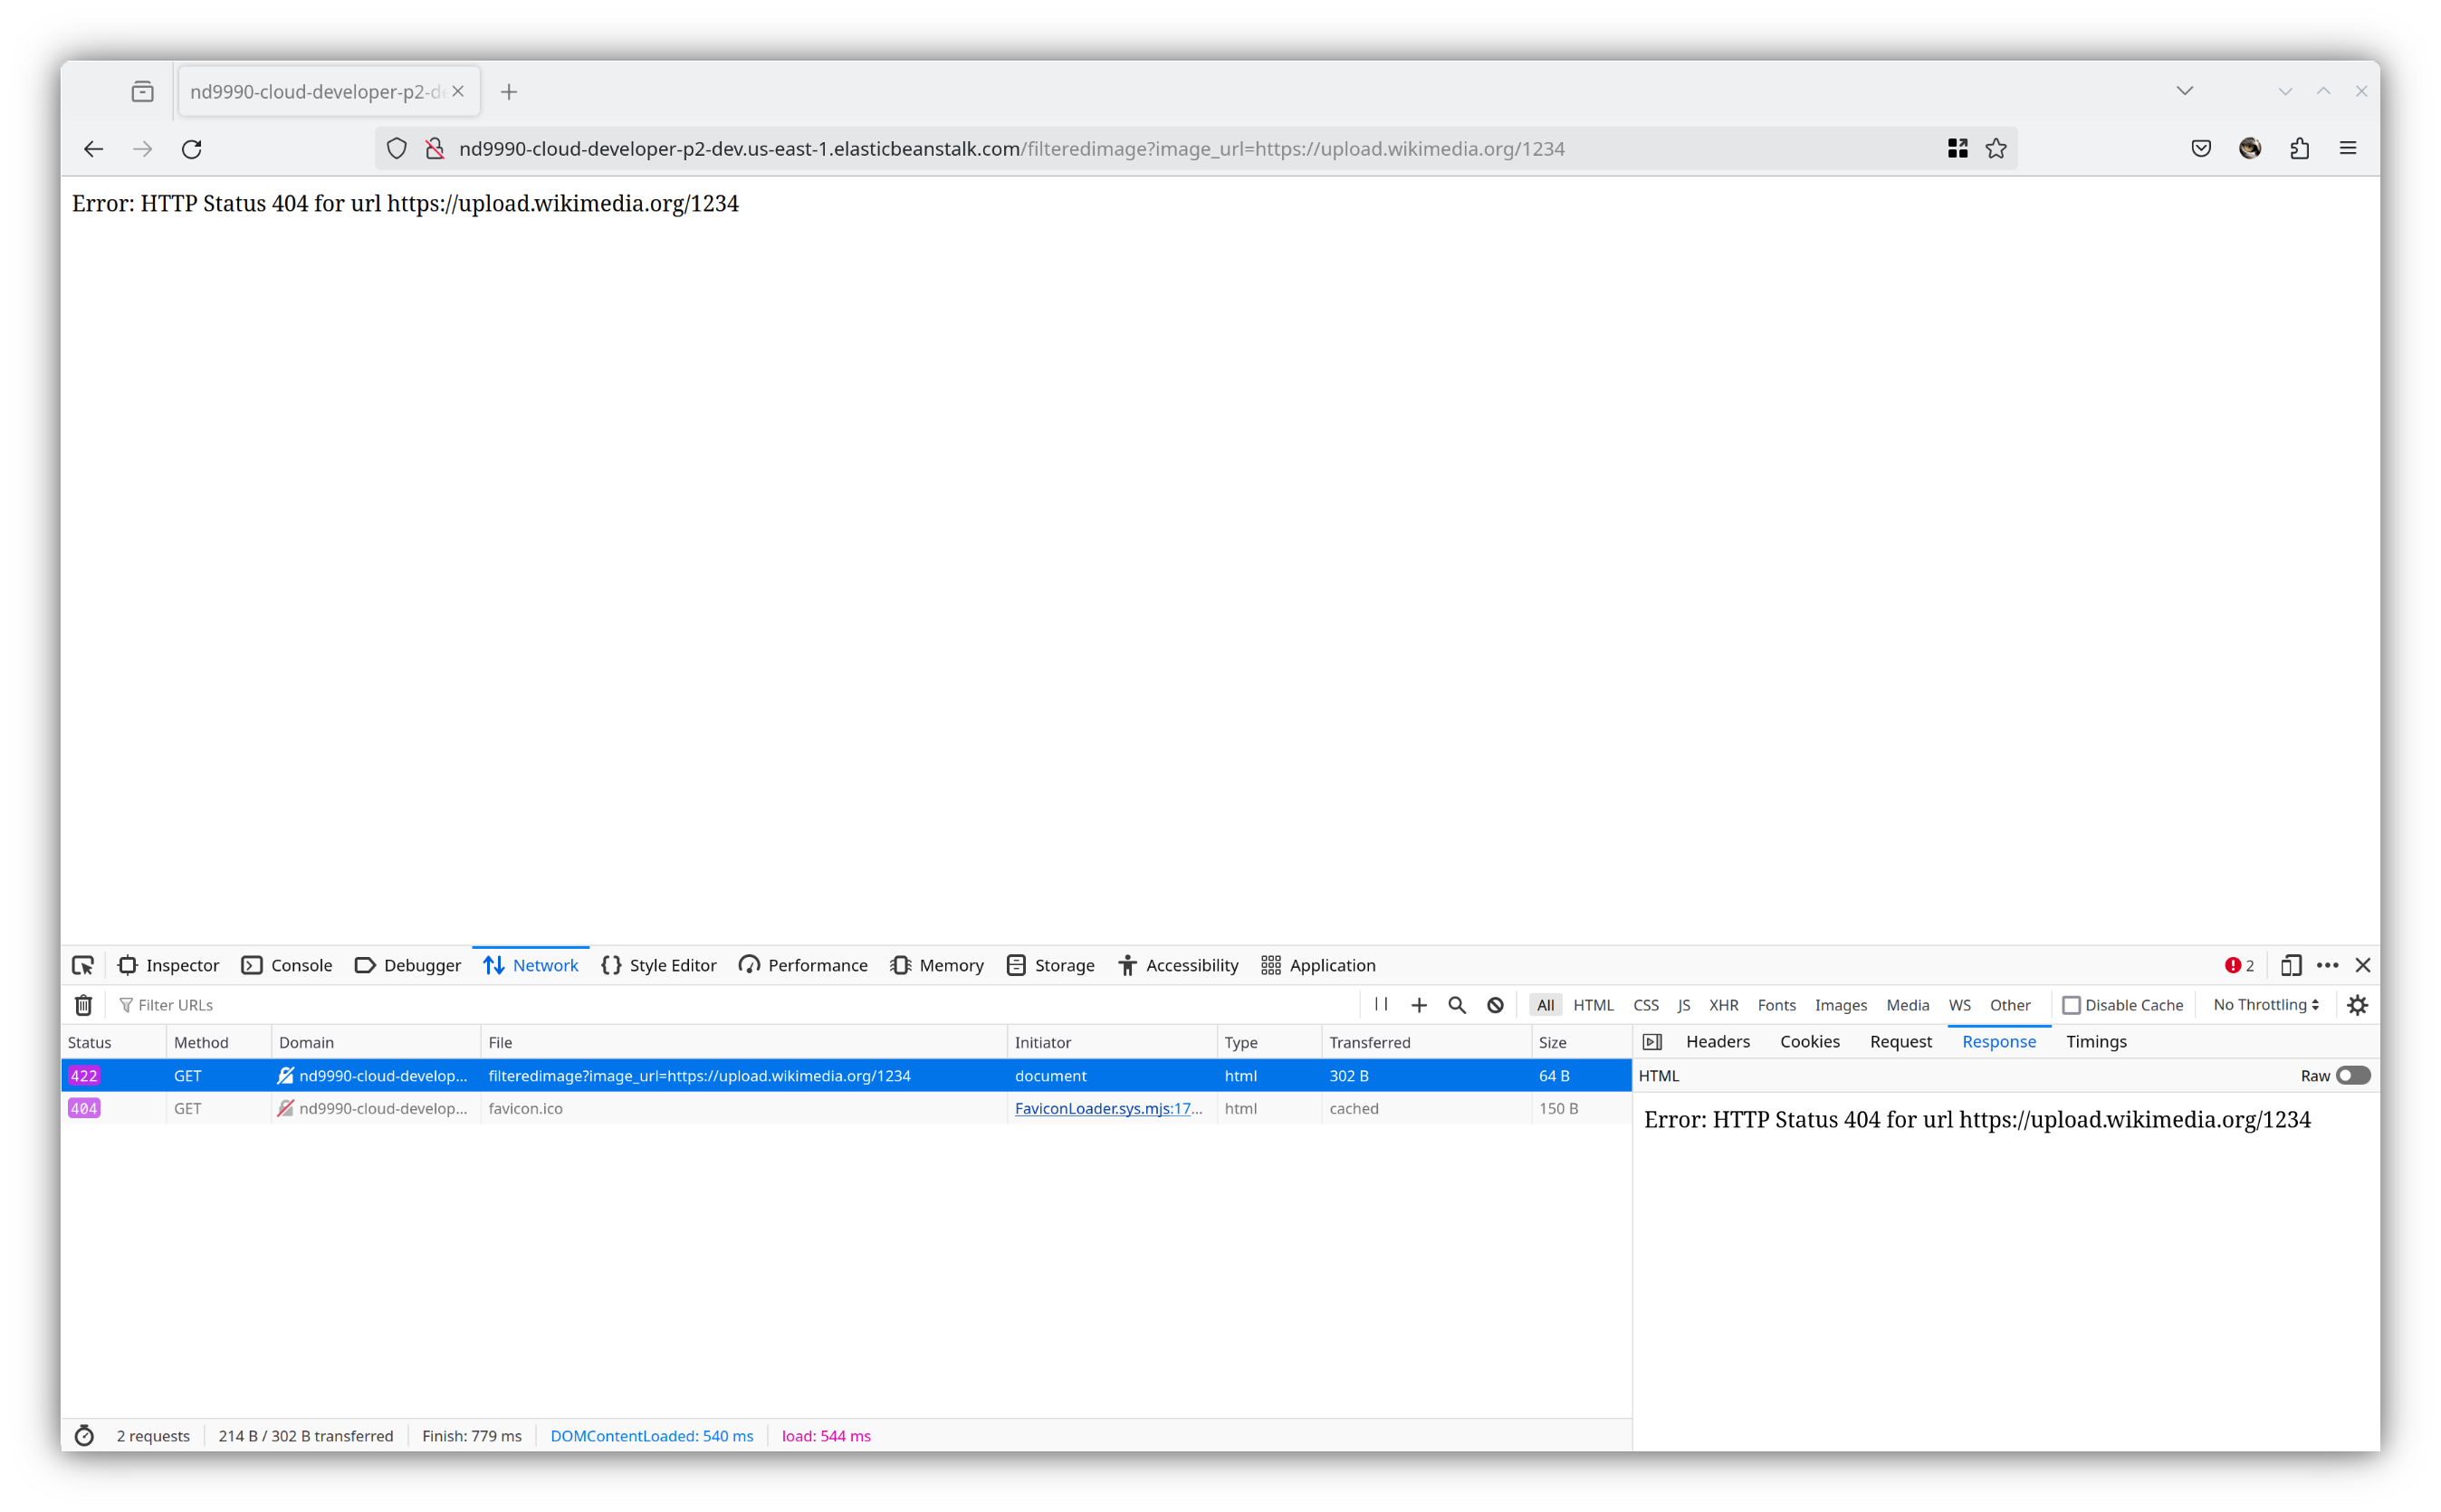 nd9990-cloud-developer-p2-de
nd9990-cloud-developer-p2-dev.us-east-1.elasticbeanstalk.com/filteredimage?image_url=https://upload.wikimedia.org/1234
Error: HTTP Status 404 for url https://upload.wikimedia.org/1234
Inspector Console Debugger Network Style Editor Performance Memory Storage Accessibility Application 2
Filter URLs All HTML CSS JS XHR Fonts Images Media WS Other Disable Cache No Throttling
Status Method Domain File Initiator Type Transferred Size Headers Cookies Request Response Timings
422 GET nd9990-cloud-develop... filteredimage?image_url=https://upload.wikimedia.org/1234 document html 302 B 64 B HTML Raw
404 GET nd9990-cloud-develop... favicon.ico FaviconLoader.sys.mjs:17... html cached 150 B
Error: HTTP Status 404 for url https://upload.wikimedia.org/1234
2 requests 214 B / 302 B transferred Finish: 779 ms DOMContentLoaded: 540 ms load: 544 ms